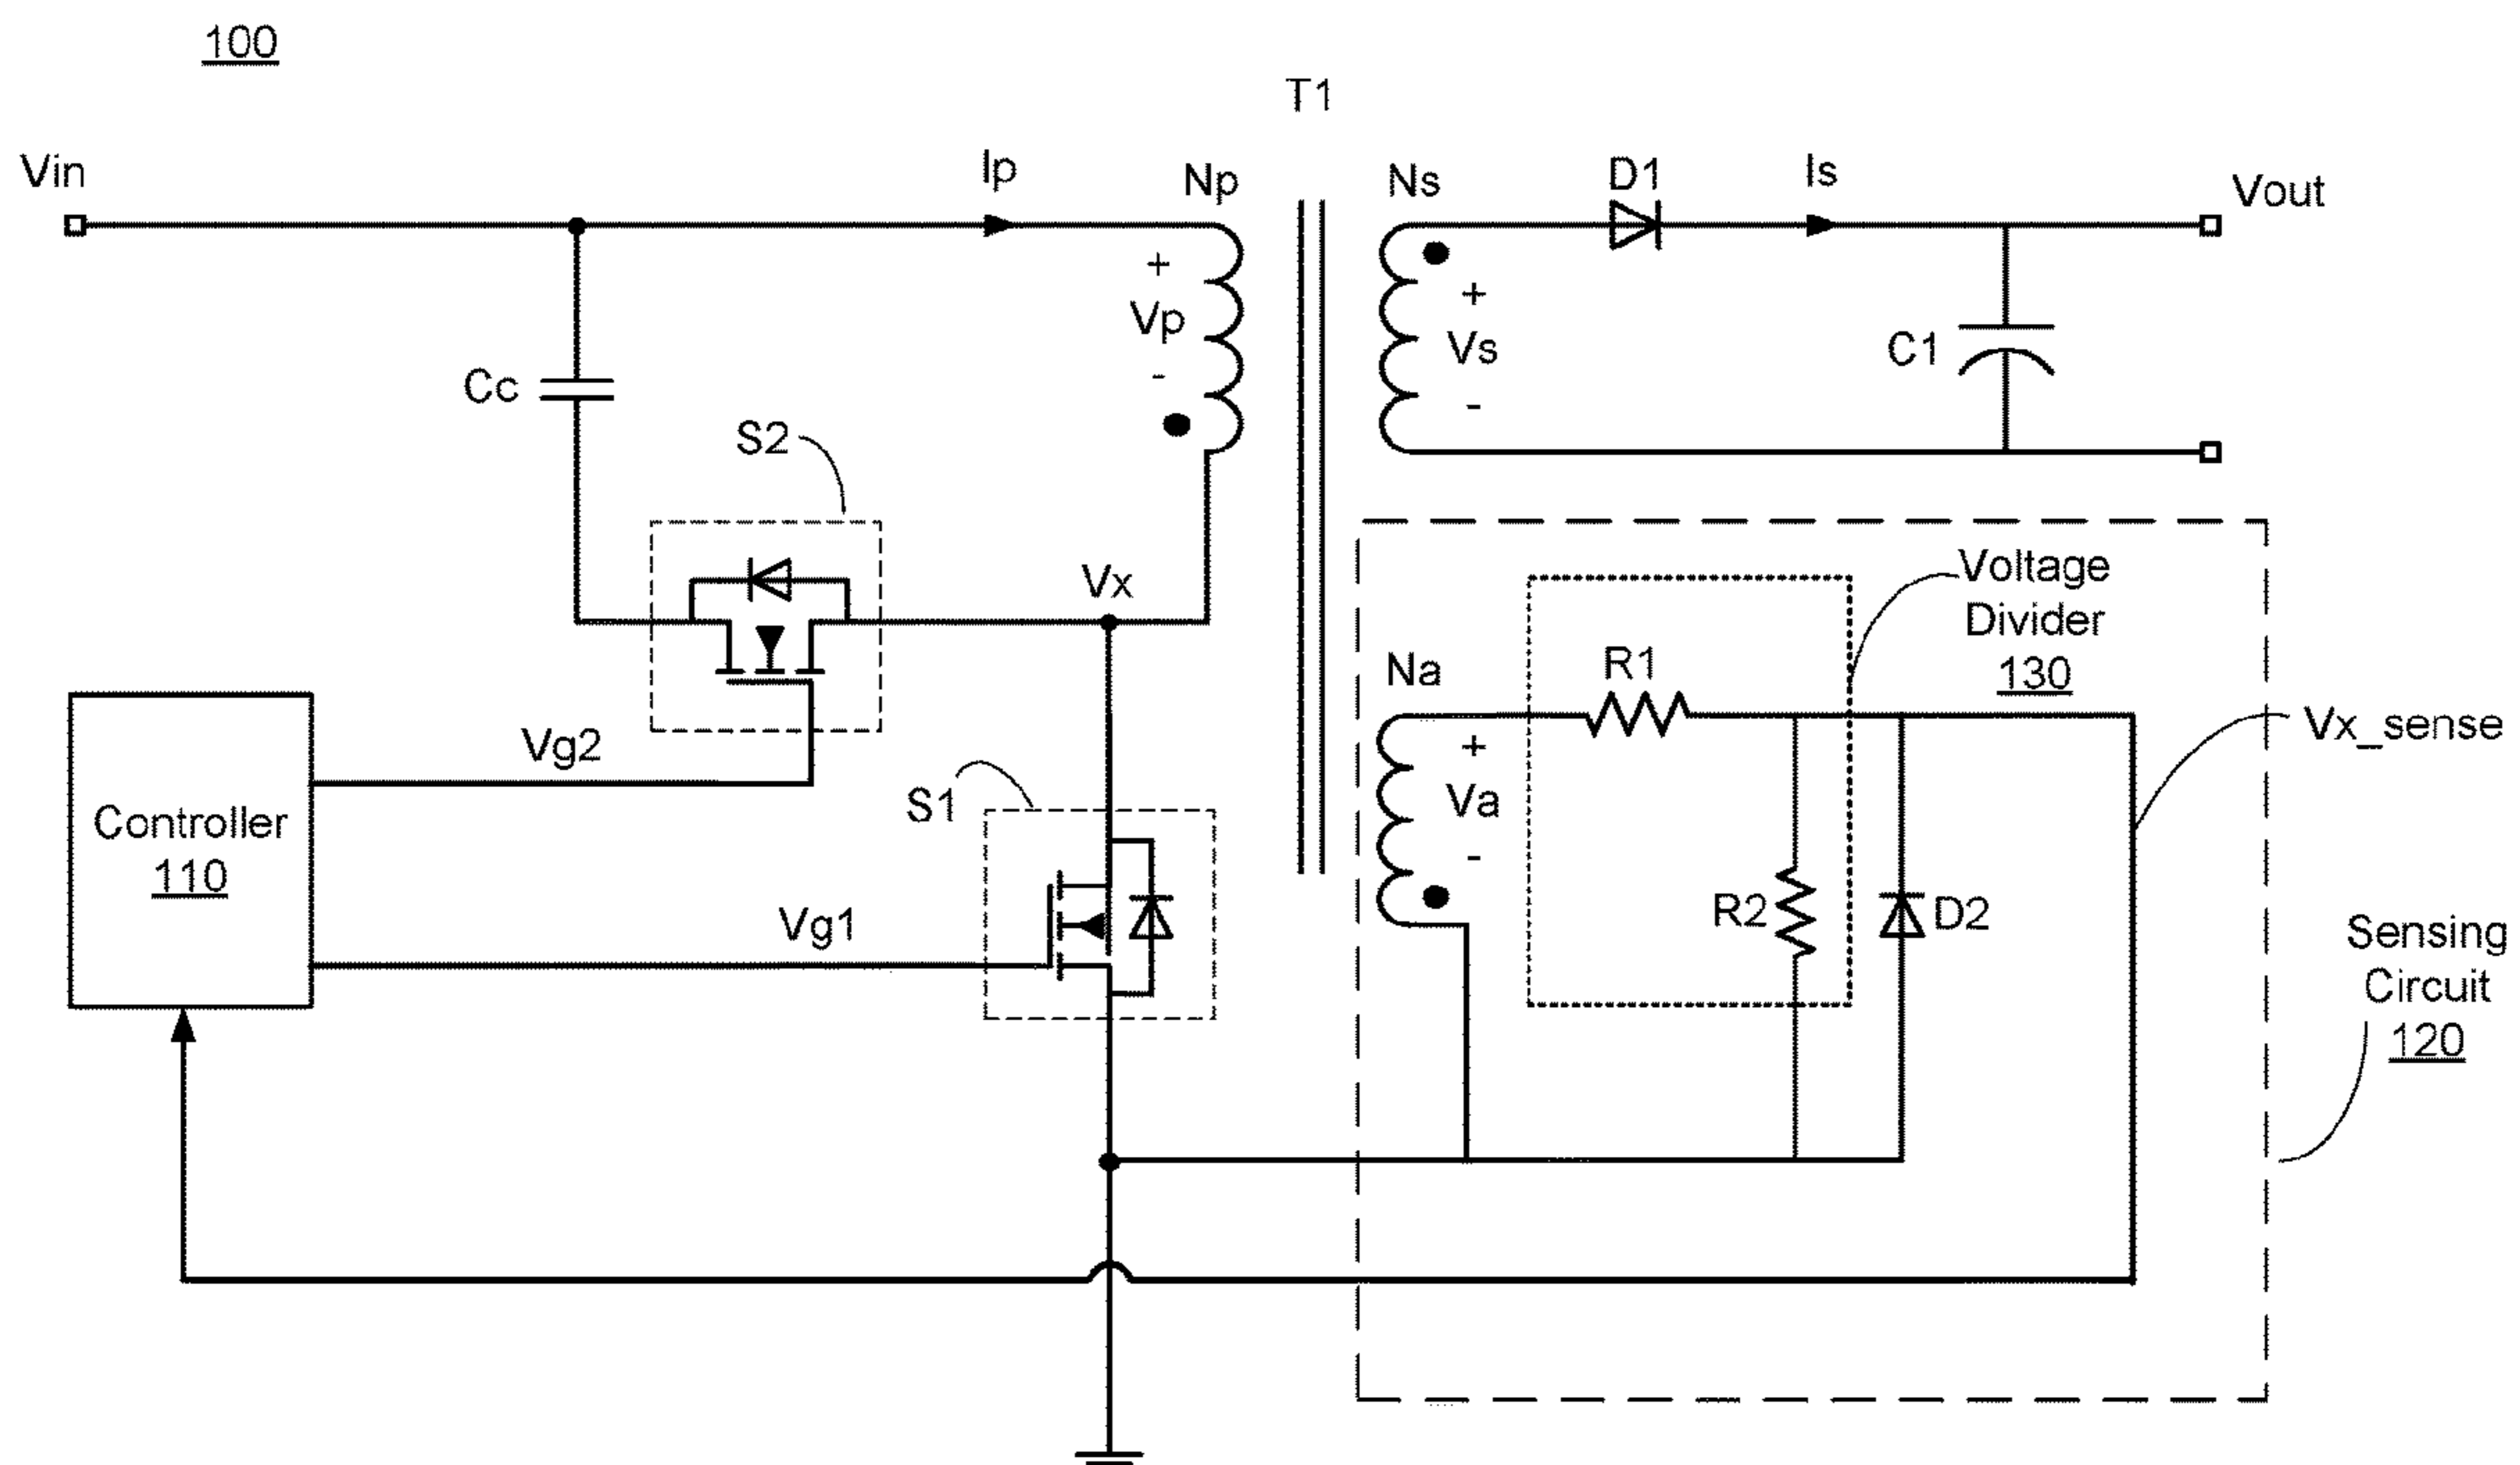 100
T1
Vin
Ip
Np
Ns
D1
Is
Vout
+
Vp
-
+
Vs
-
C1
Cc
S2
Vx
Voltage
Divider
130
Na
R1
Vx_sense
Vg2
+
Va
-
S1
Controller
110
R2
D2
Vg1
Sensing
Circuit
120